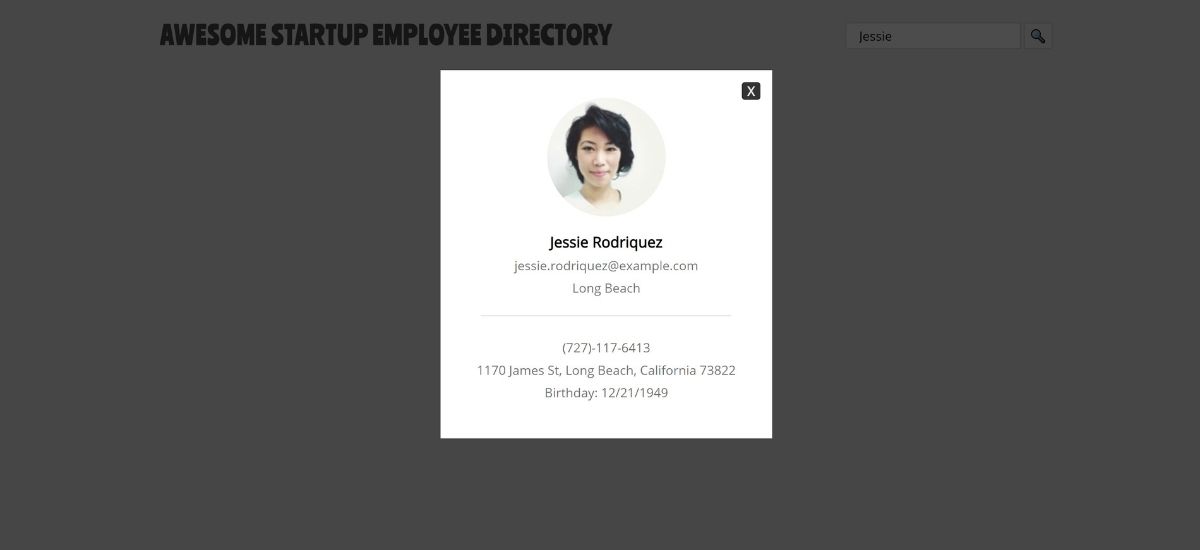 AWESOME STARTUP EMPLOYEE DIRECTORY
Jessie
X
Jessie Rodriquez
jessie.rodriquez@example.com
Long Beach
(727)-117-6413
1170 James St, Long Beach, California 73822
Birthday: 12/21/1949